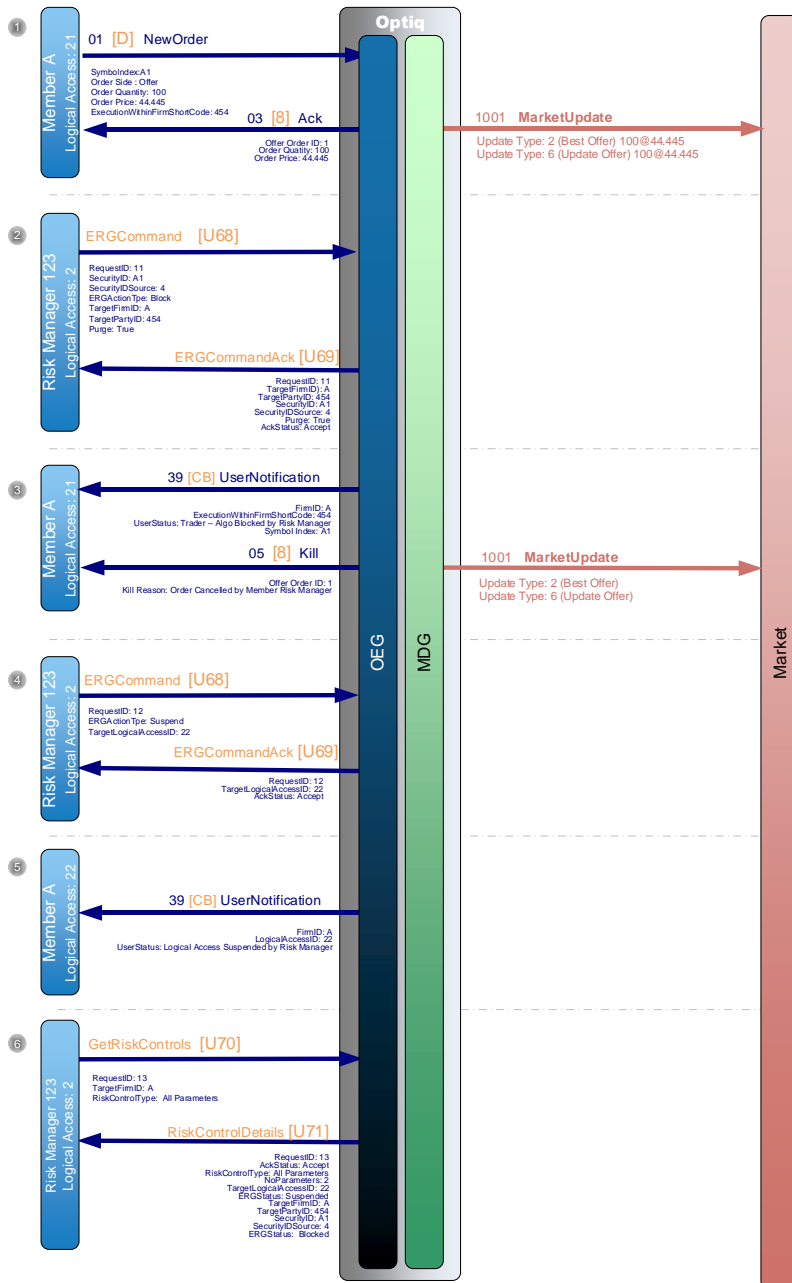 Optiq
1
Member A
Logical Access: 21
01 [D] NewOrder
SymbolIndex:A1
Order Side : Offer
Order Quantity: 100
Order Price: 44.445
ExecutionWithinFirmShortCode: 454
03 [8] Ack
Offer Order ID: 1
Order Quatity: 100
Order Price: 44.445
1001 MarketUpdate
Update Type: 2 (Best Offer) 100@44.445
Update Type: 6 (Update Offer) 100@44.445
2
Risk Manager 123
Logical Access: 2
ERGCommand [U68]
RequestID: 11
SecurityID: A1
SecurityIDSource: 4
ERGActionTpe: Block
TargetFirmID: A
TargetPartyID: 454
Purge: True
ERGCommandAck [U69]
RequestID: 11
TargetFirmID): A
TargetPartyID: 454
SecurityID: A1
SecurityIDSource: 4
Purge: True
AckStatus: Accept
3
Member A
Logical Access: 21
39 [CB] UserNotification
FirmID: A
ExecutionWithinFirmShortCode: 454
UserStatus: Trader – Algo Blocked by Risk Manager
Symbol Index: A1
05 [8] Kill
Offer Order ID: 1
Kill Reason: Order Cancelled by Member Risk Manager
1001 MarketUpdate
Update Type: 2 (Best Offer)
Update Type: 6 (Update Offer)
OEG
MDG
Market
4
Risk Manager 123
Logical Access: 2
ERGCommand [U68]
RequestID: 12
ERGActionTpe: Suspend
TargetLogicalAccessID: 22
ERGCommandAck [U69]
RequestID: 12
TargetLogicalAccessID: 22
AckStatus: Accept
5
Member A
Logical Access: 22
39 [CB] UserNotification
FirmID: A
LogicalAccessID: 22
UserStatus: Logical Access Suspended by Risk Manager
6
Risk Manager 123
Logical Access: 2
GetRiskControls [U70]
RequestID: 13
TargetFirmID: A
RiskControlType: All Parameters
RiskControlDetails [U71]
RequestID: 13
AckStatus: Accept
RiskControlType: All Parameters
NoParameters: 2
TargetLogicalAccessID: 22
ERGStatus: Suspended
TargetFirmID: A
TargetPartyID: 454
SecurityID: A1
SecurityIDSource: 4
ERGStatus: Blocked